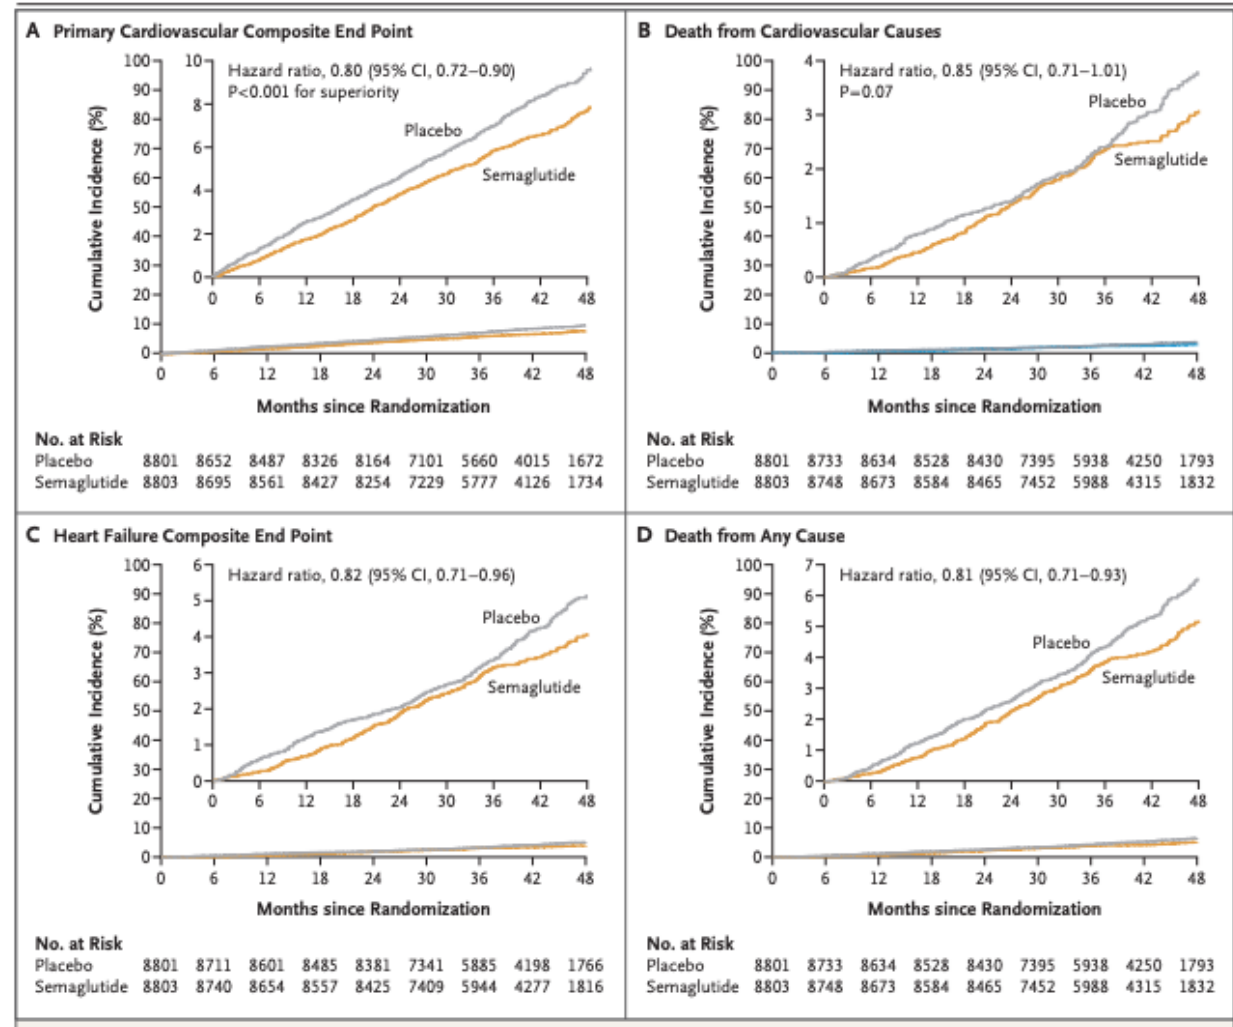 A Primary Cardiovascular Composite End Point
Cumulative Incidence (%)
100
90
80
70
60
50
40
30
20
10
0
10
8
6
4
2
0
Hazard ratio, 0.80 (95% CI, 0.72–0.90)
P<0.001 for superiority
Placebo
Semaglutide
0 6 12 18 24 30 36 42 48
0 6 12 18 24 30 36 42 48
Months since Randomization
No. at Risk
Placebo 8801 8652 8487 8326 8164 7101 5660 4015 1672
Semaglutide 8803 8695 8561 8427 8254 7229 5777 4126 1734
B Death from Cardiovascular Causes
Cumulative Incidence (%)
100
90
80
70
60
50
40
30
20
10
0
4
3
2
1
0
Hazard ratio, 0.85 (95% CI, 0.71–1.01)
P=0.07
Placebo
Semaglutide
0 6 12 18 24 30 36 42 48
0 6 12 18 24 30 36 42 48
Months since Randomization
No. at Risk
Placebo 8801 8733 8634 8528 8430 7395 5938 4250 1793
Semaglutide 8803 8748 8673 8584 8465 7452 5988 4315 1832
C Heart Failure Composite End Point
Cumulative Incidence (%)
100
90
80
70
60
50
40
30
20
10
0
6
5
4
3
2
1
0
Hazard ratio, 0.82 (95% CI, 0.71–0.96)
Placebo
Semaglutide
0 6 12 18 24 30 36 42 48
0 6 12 18 24 30 36 42 48
Months since Randomization
No. at Risk
Placebo 8801 8711 8601 8485 8381 7341 5885 4198 1766
Semaglutide 8803 8740 8654 8557 8425 7409 5944 4277 1816
D Death from Any Cause
Cumulative Incidence (%)
100
90
80
70
60
50
40
30
20
10
0
7
6
5
4
3
2
1
0
Hazard ratio, 0.81 (95% CI, 0.71–0.93)
Placebo
Semaglutide
0 6 12 18 24 30 36 42 48
0 6 12 18 24 30 36 42 48
Months since Randomization
No. at Risk
Placebo 8801 8733 8634 8528 8430 7395 5938 4250 1793
Semaglutide 8803 8748 8673 8584 8465 7452 5988 4315 1832